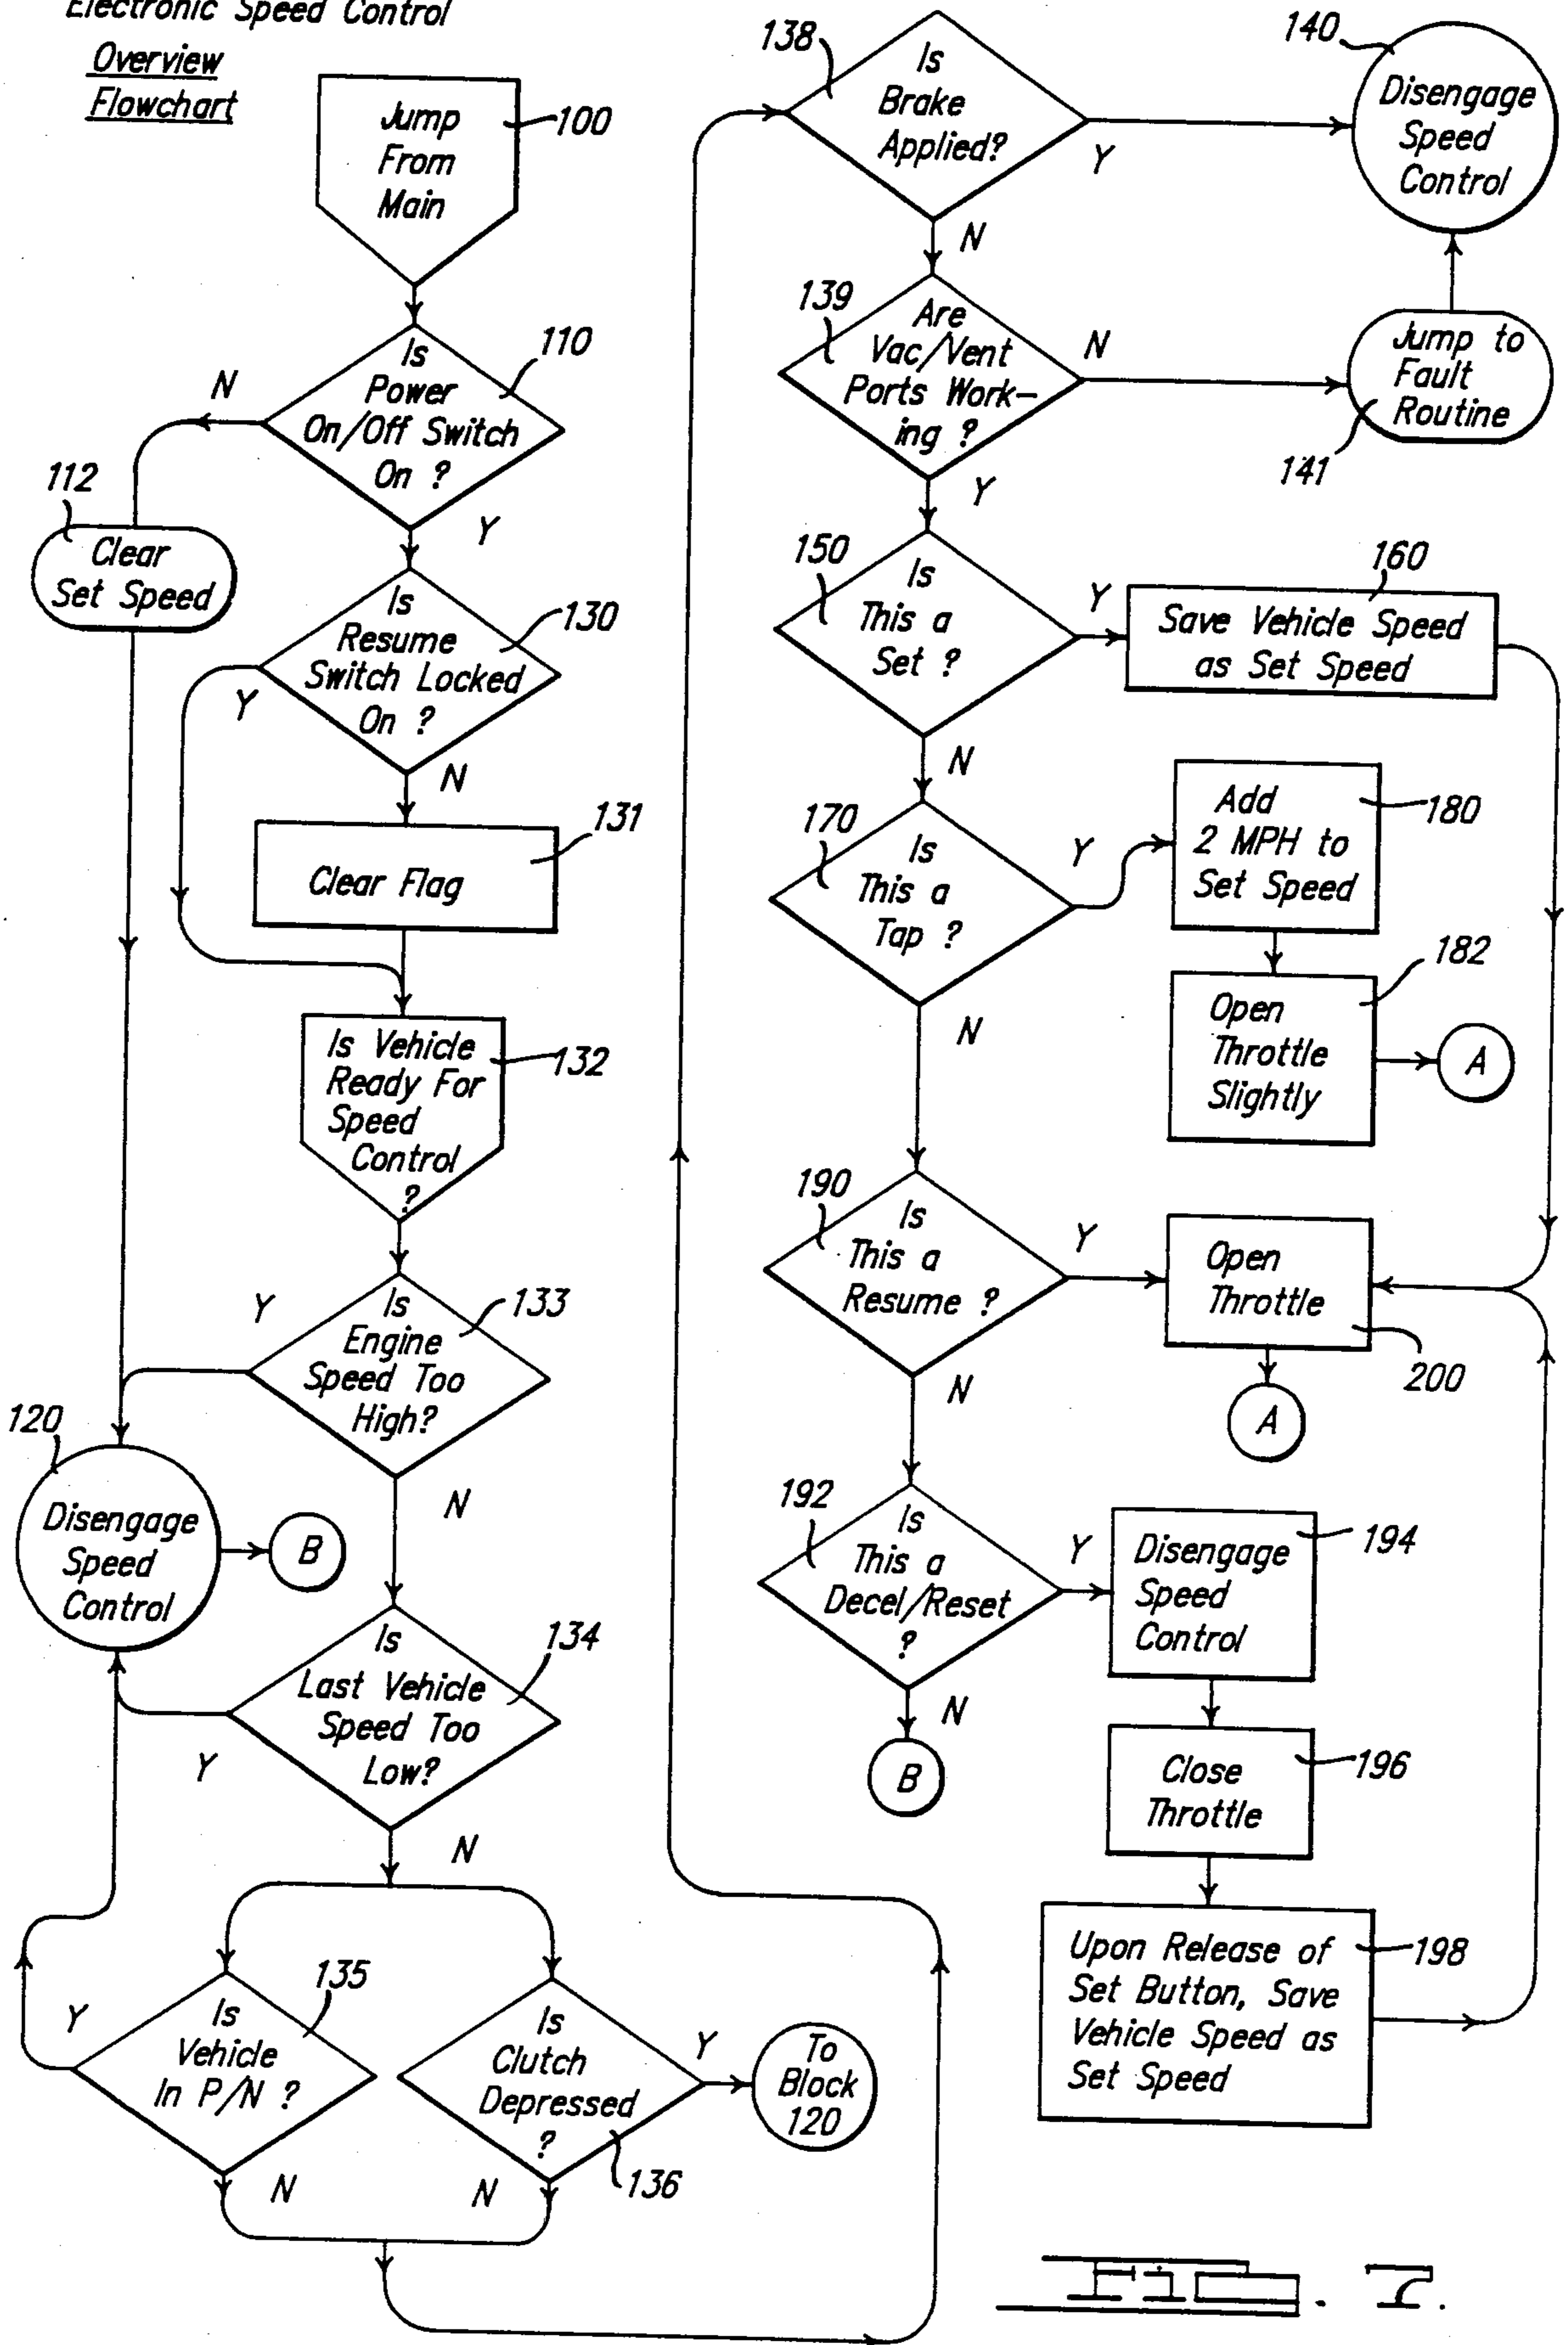 Electronic Speed Control
Overview
Flowchart
Jump
From
Main
100
Is
Power
On/Off Switch
On ?
110
N
Y
112
Clear
Set Speed
Is
Resume
Switch Locked
On ?
130
Y
N
Clear Flag
131
Is Vehicle
Ready For
Speed
Control
?
132
Is
Engine
Speed Too
High?
133
Y
N
120
Disengage
Speed
Control
B
Is
Last Vehicle
Speed Too
Low?
134
Y
N
Is
Vehicle
In P/N ?
135
Y
N
Is
Clutch
Depressed
?
136
Y
N
To
Block
120
138
Is
Brake
Applied?
Y
N
140
Disengage
Speed
Control
139
Are
Vac/Vent
Ports Work-
ing ?
N
Y
Jump to
Fault
Routine
141
150
Is
This a
Set ?
Y
N
160
Save Vehicle Speed
as Set Speed
170
Is
This a
Tap ?
Y
N
Add
2 MPH to
Set Speed
180
182
Open
Throttle
Slightly
A
190
Is
This a
Resume ?
Y
N
Open
Throttle
200
A
192
Is
This a
Decel/Reset
?
Y
N
B
Disengage
Speed
Control
194
Close
Throttle
196
Upon Release of
Set Button, Save
Vehicle Speed as
Set Speed
198
FIG. 7.